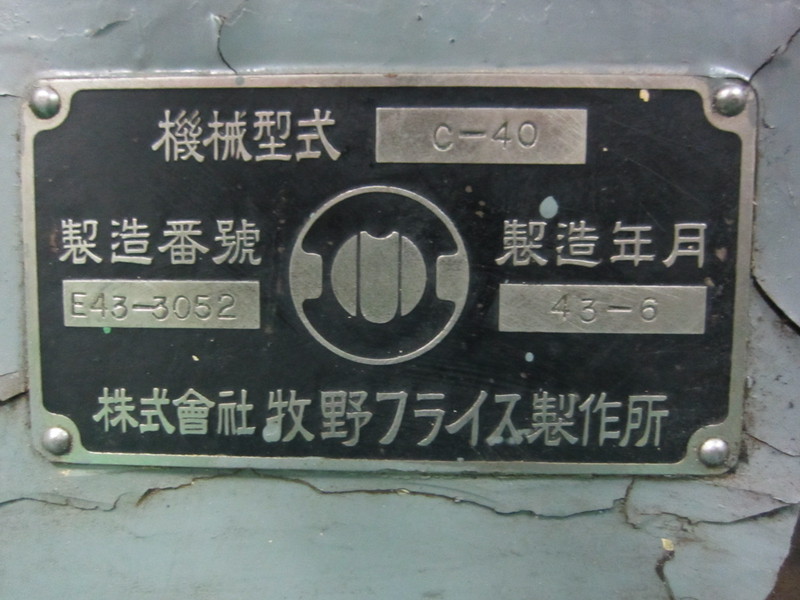 機械型式 C-40
製造番號 製造年月
E43-3052 43-6
株式會社 牧野フライス製作所